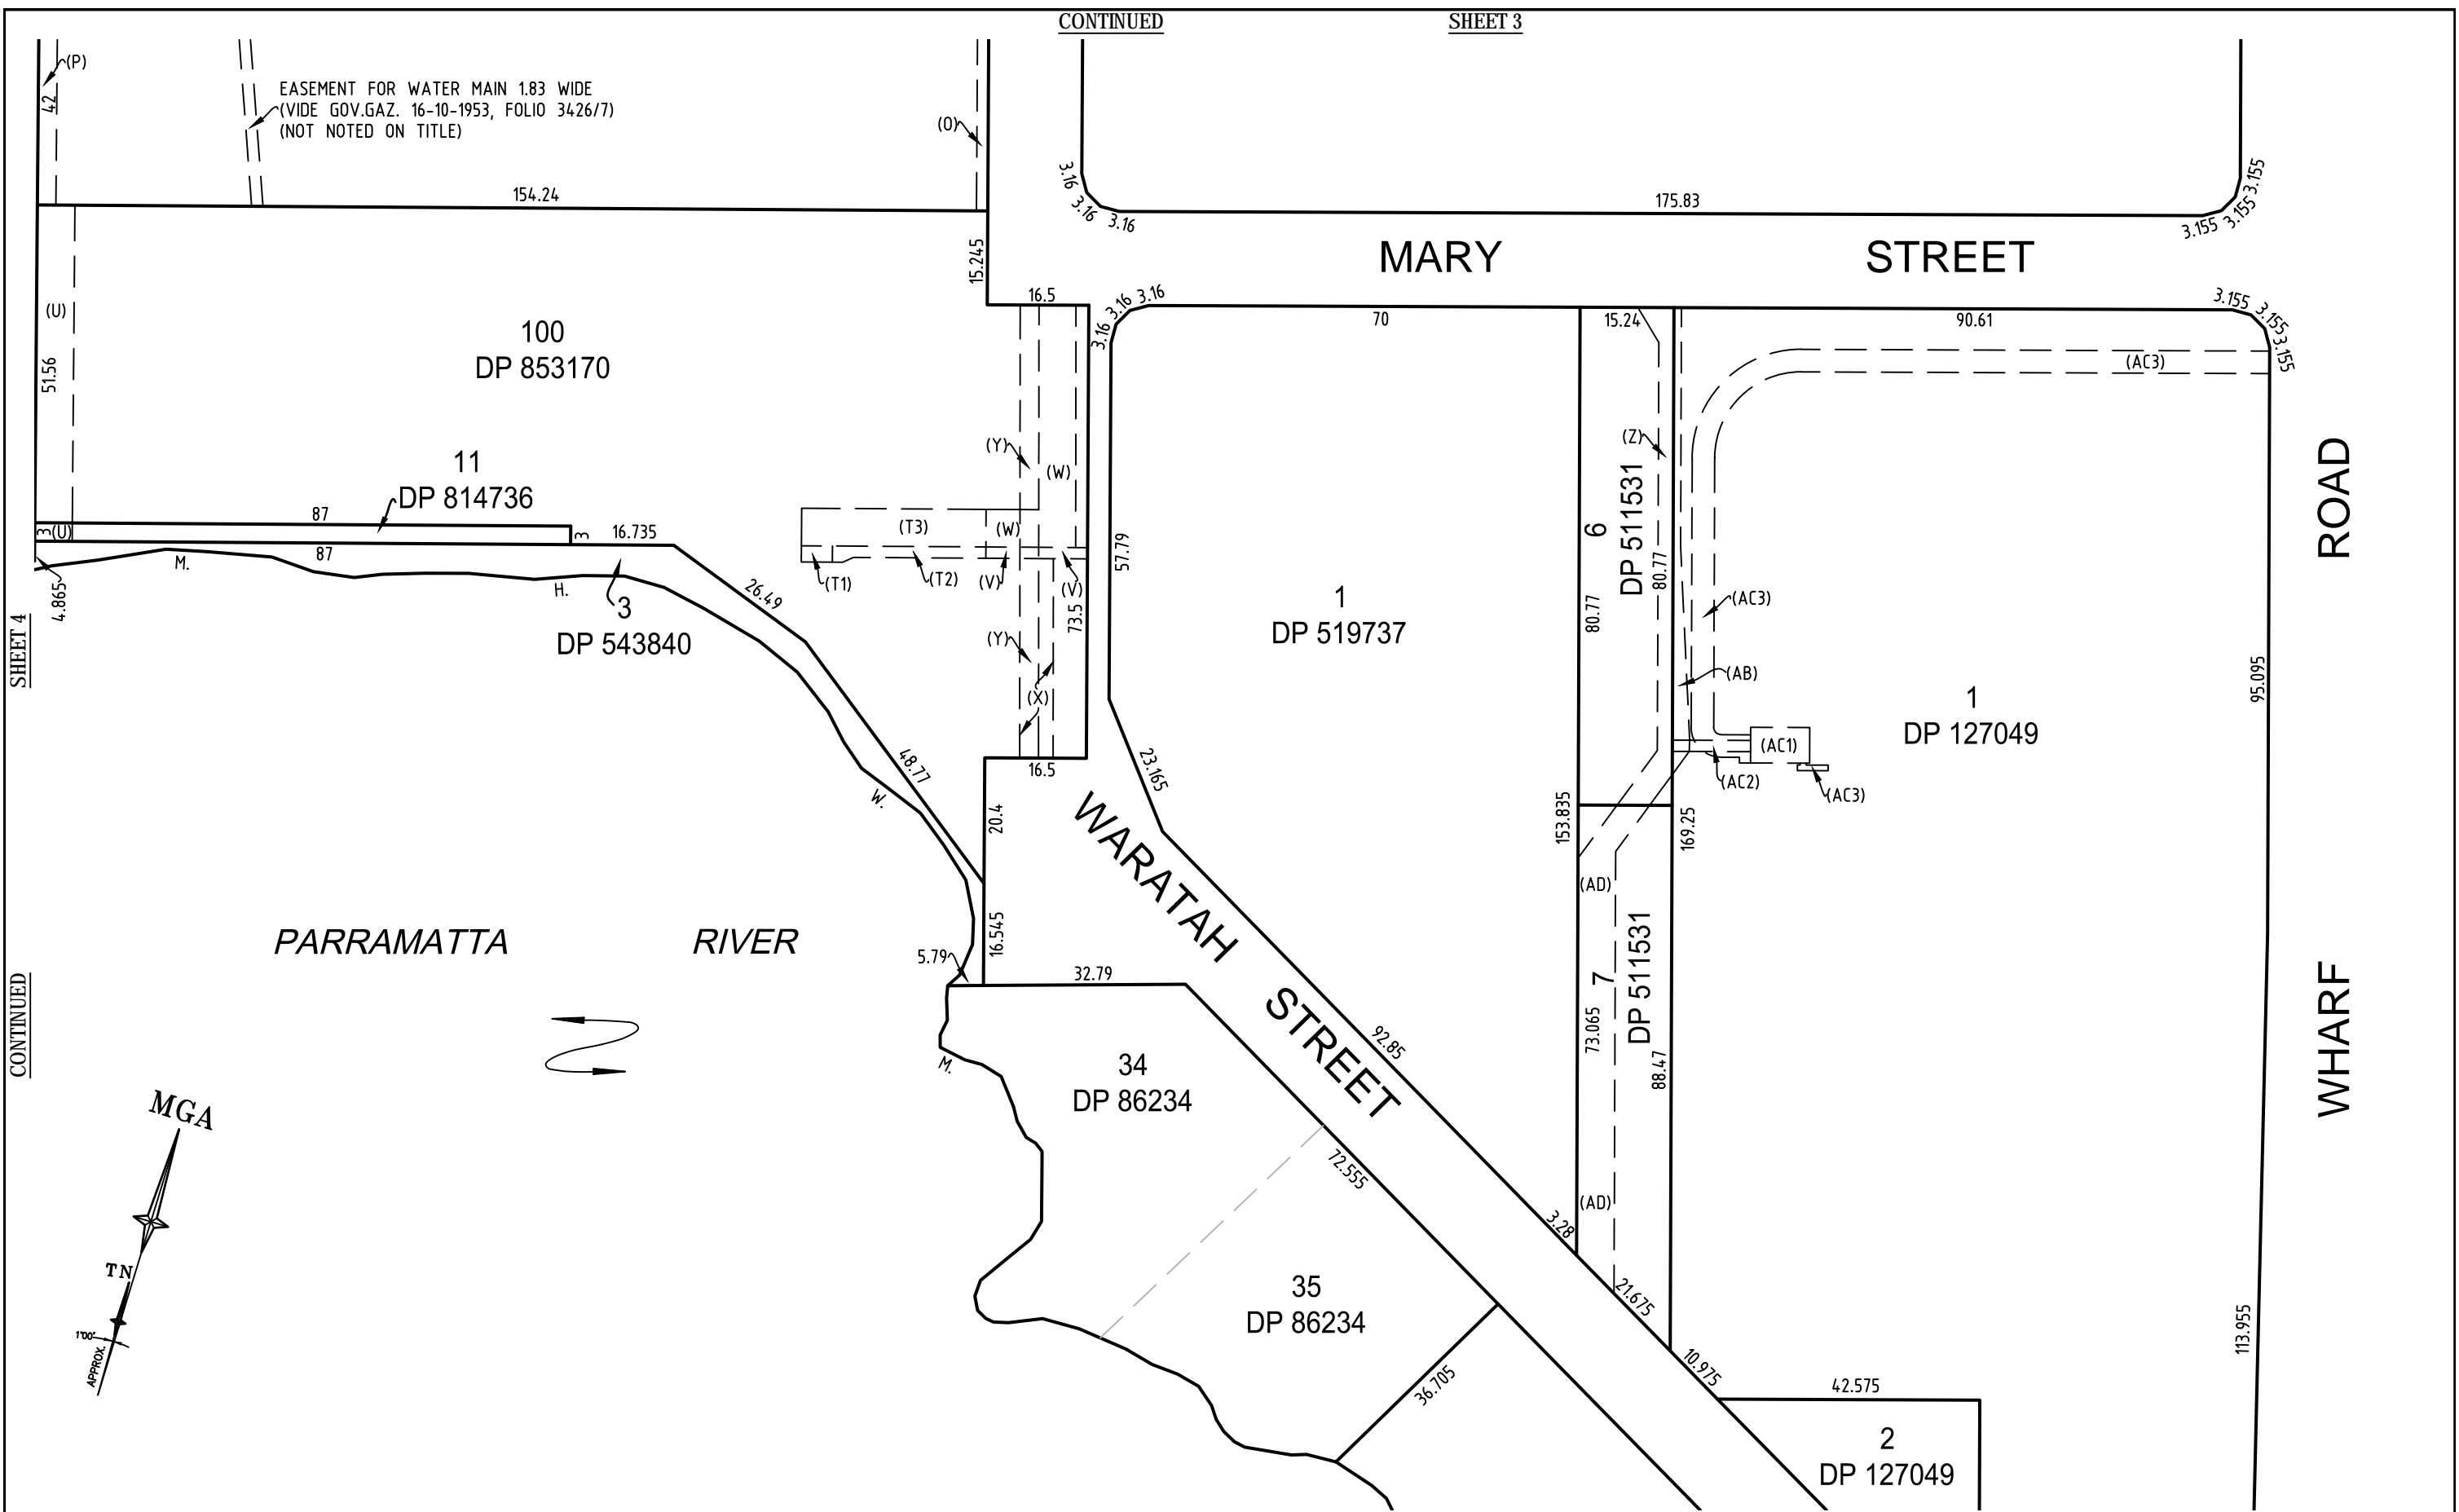 CONTINUED
SHEET 3
(P)
42
EASEMENT FOR WATER MAIN 1.83 WIDE
(VIDE GOV.GAZ. 16-10-1953, FOLIO 3426/7)
(NOT NOTED ON TITLE)
(O)
154.24
15.245
3.16
3.16
3.16
175.83
3.155
3.155
3.155
MARY STREET
(U)
51.56
100
DP 853170
11
DP 814736
87
3
(U)
3
16.735
87
M.
H.
4.865
3
DP 543840
26.49
48.77
W.
16.5
(Y)
(W)
(T3)
(W)
(T1)
(T2)
(V)
(V)
73.5
(Y)
(X)
16.5
57.79
3.16
3.16
3.16
70
15.24
90.61
3.155
3.155
3.155
(AC3)
(Z)
6
DP 511531
80.77
80.77
1
DP 519737
(AC3)
(AB)
(AC1)
(AC2)
(AC3)
1
DP 127049
95.095
ROAD
WHARF
23.165
20.4
16.545
5.79
32.79
WARATAH STREET
153.835
169.25
(AD)
7
DP 511531
73.065
88.47
(AD)
92.85
3.28
21.675
10.975
42.575
113.955
2
DP 127049
34
DP 86234
72.555
35
DP 86234
36.705
M.
PARRAMATTA RIVER
SHEET 4
CONTINUED
MGA
TN
1°00'
APPROX.